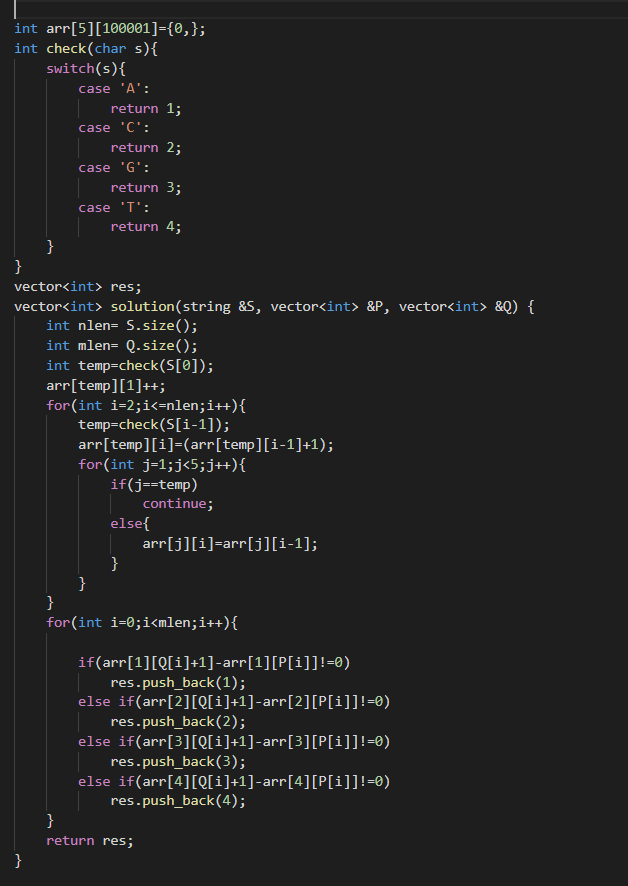 int arr[5][100001]={0,};
int check(char s){
    switch(s){
        case 'A':
            return 1;
        case 'C':
            return 2;
        case 'G':
            return 3;
        case 'T':
            return 4;
    }
}
vector<int> res;
vector<int> solution(string &S, vector<int> &P, vector<int> &Q) {
    int nlen= S.size();
    int mlen= Q.size();
    int temp=check(S[0]);
    arr[temp][1]++;
    for(int i=2;i<=nlen;i++){
        temp=check(S[i-1]);
        arr[temp][i]=(arr[temp][i-1]+1);
        for(int j=1;j<5;j++){
            if(j==temp)
                continue;
            else{
                arr[j][i]=arr[j][i-1];
            }
        }
    }
    for(int i=0;i<mlen;i++){

        if(arr[1][Q[i]+1]-arr[1][P[i]]!=0)
            res.push_back(1);
        else if(arr[2][Q[i]+1]-arr[2][P[i]]!=0)
            res.push_back(2);
        else if(arr[3][Q[i]+1]-arr[3][P[i]]!=0)
            res.push_back(3);
        else if(arr[4][Q[i]+1]-arr[4][P[i]]!=0)
            res.push_back(4);
    }
    return res;
}